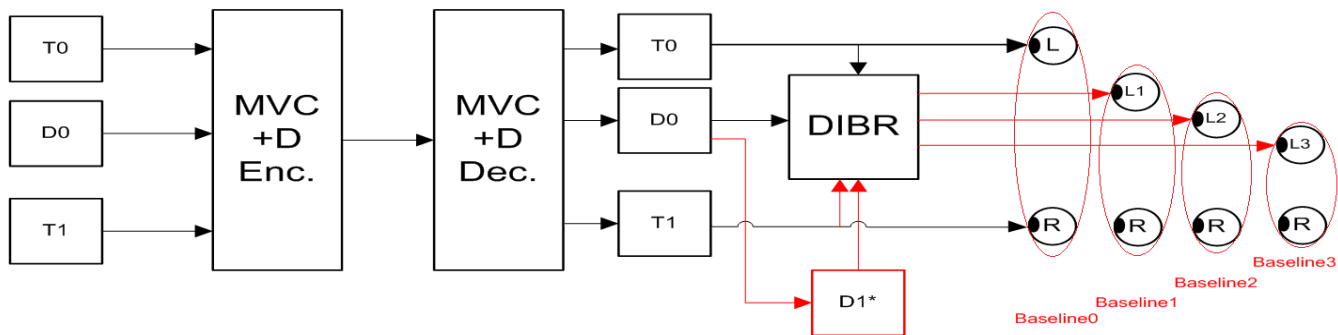 T0
D0
T1
MVC
+D
Enc.
MVC
+D
Dec.
T0
D0
T1
DIBR
D1*
L
L1
L2
L3
R
R
R
R
Baseline0
Baseline1
Baseline2
Baseline3